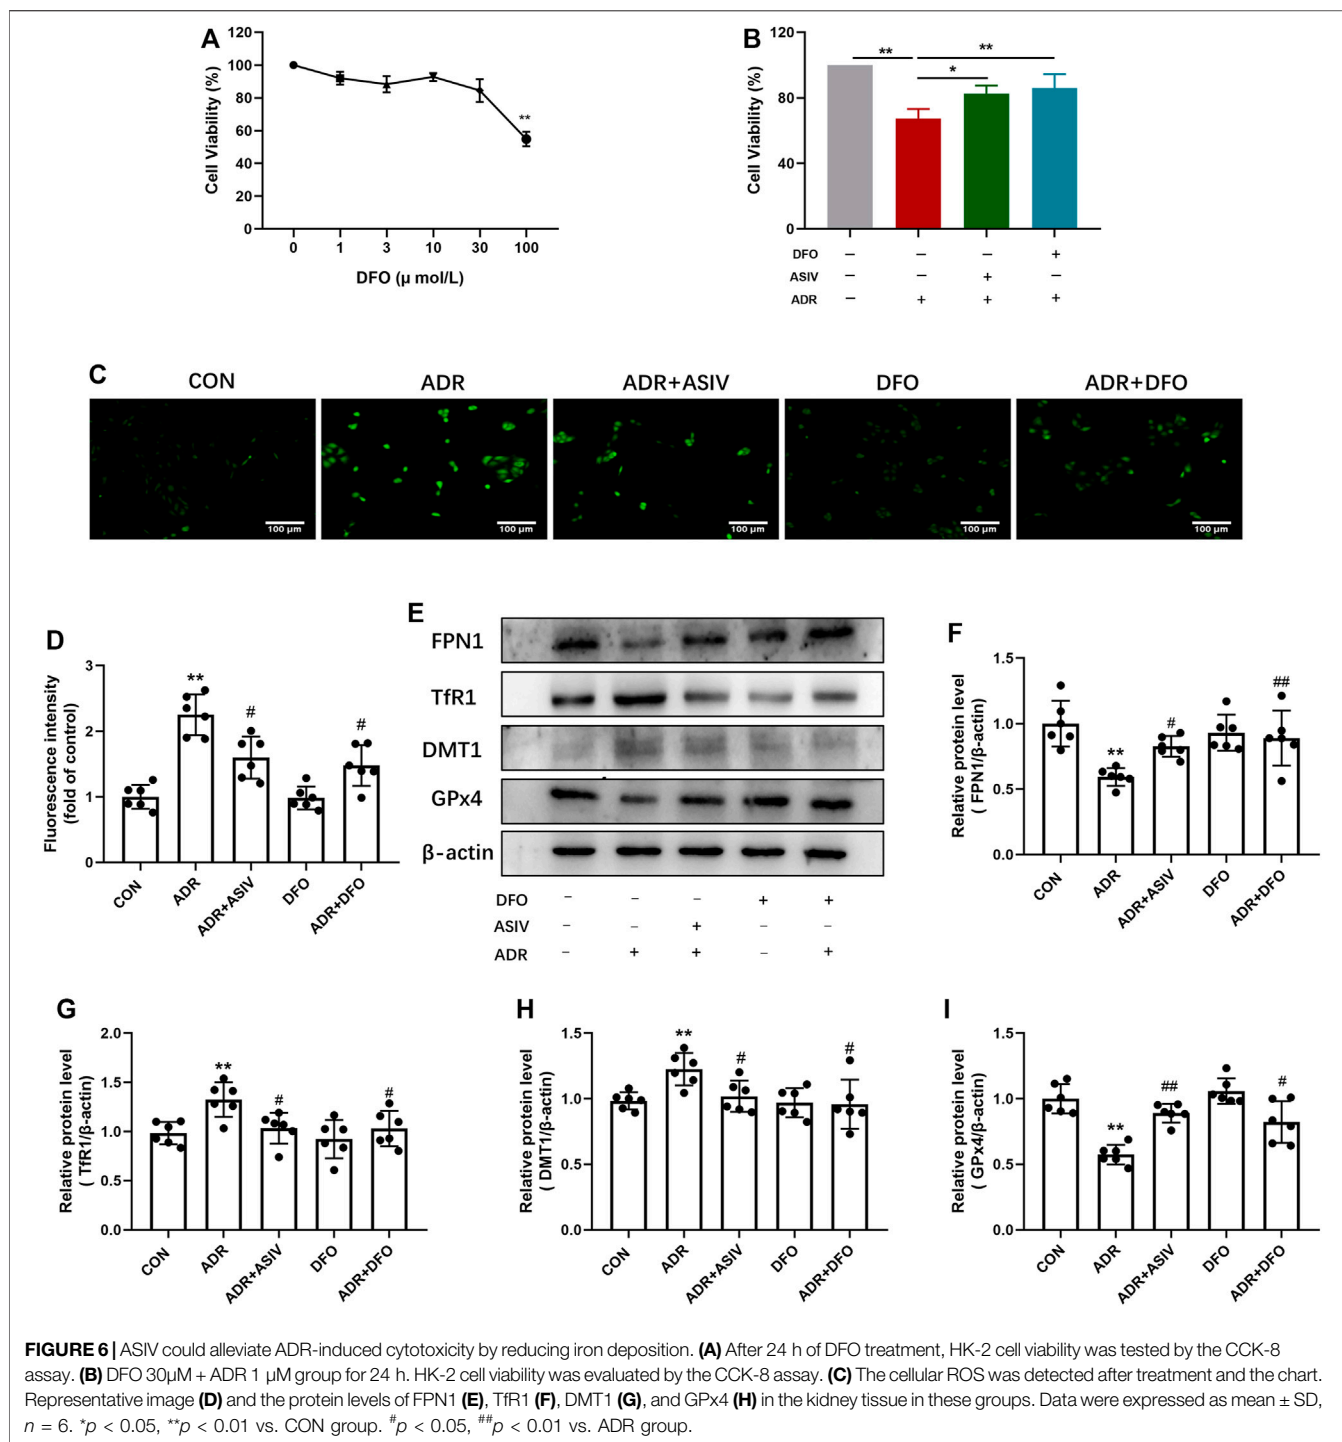 A
Cell Viability (%)
120
100
80
60
40
20
0
**
0 1 3 10 30 100
DFO (μ mol/L)
B
Cell Viability (%)
120
80
40
0
** ** *
DFO – – – +
ASIV – – + –
ADR – + + +
C
CON ADR ADR+ASIV DFO ADR+DFO
100 μm 100 μm 100 μm 100 μm 100 μm
D
Fluorescence intensity
(fold of control)
3
2
1
0
** # #
CON ADR ADR+ASIV DFO ADR+DFO
E
FPN1
TfR1
DMT1
GPx4
β-actin
DFO – – – + +
ASIV – – + – –
ADR – + + – +
F
Relative protein level
( FPN1/β-actin)
1.5
1.0
0.5
0.0
** # ##
CON ADR ADR+ASIV DFO ADR+DFO
G
Relative protein level
( TfR1/β-actin)
2.0
1.5
1.0
0.5
0.0
** # #
CON ADR ADR+ASIV DFO ADR+DFO
H
Relative protein level
( DMT1/β-actin)
1.5
1.0
0.5
0.0
** # #
CON ADR ADR+ASIV DFO ADR+DFO
I
Relative protein level
( GPx4/β-actin)
1.5
1.0
0.5
0.0
** ## #
CON ADR ADR+ASIV DFO ADR+DFO
FIGURE 6 | ASIV could alleviate ADR-induced cytotoxicity by reducing iron deposition. (A) After 24 h of DFO treatment, HK-2 cell viability was tested by the CCK-8
assay. (B) DFO 30μM + ADR 1 μM group for 24 h. HK-2 cell viability was evaluated by the CCK-8 assay. (C) The cellular ROS was detected after treatment and the chart.
Representative image (D) and the protein levels of FPN1 (E), TfR1 (F), DMT1 (G), and GPx4 (H) in the kidney tissue in these groups. Data were expressed as mean ± SD,
n = 6. *p < 0.05, **p < 0.01 vs. CON group. #p < 0.05, ##p < 0.01 vs. ADR group.